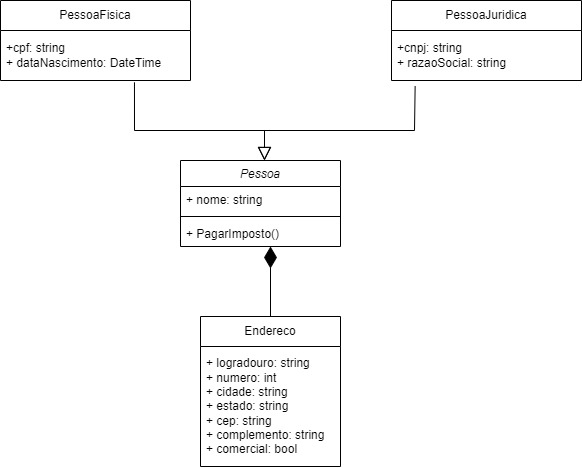 PessoaFisica
+cpf: string
+ dataNascimento: DateTime
PessoaJuridica
+cnpj: string
+ razaoSocial: string
Pessoa
+ nome: string
+ PagarImposto()
Endereco
+ logradouro: string
+ numero: int
+ cidade: string
+ estado: string
+ cep: string
+ complemento: string
+ comercial: bool